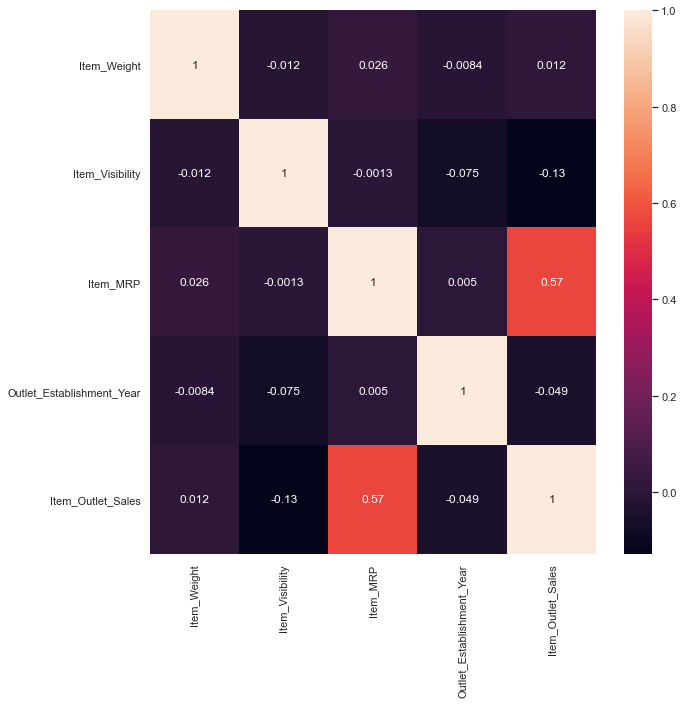 1.0
Item_Weight 1 -0.012 0.026 -0.0084 0.012
0.8
Item_Visibility -0.012 1 -0.0013 -0.075 -0.13
0.6
Item_MRP 0.026 -0.0013 1 0.005 0.57
0.4
0.2
Outlet_Establishment_Year -0.0084 -0.075 0.005 1 -0.049
0.0
Item_Outlet_Sales 0.012 -0.13 0.57 -0.049 1
Item_Weight
Item_Visibility
Item_MRP
Outlet_Establishment_Year
Item_Outlet_Sales